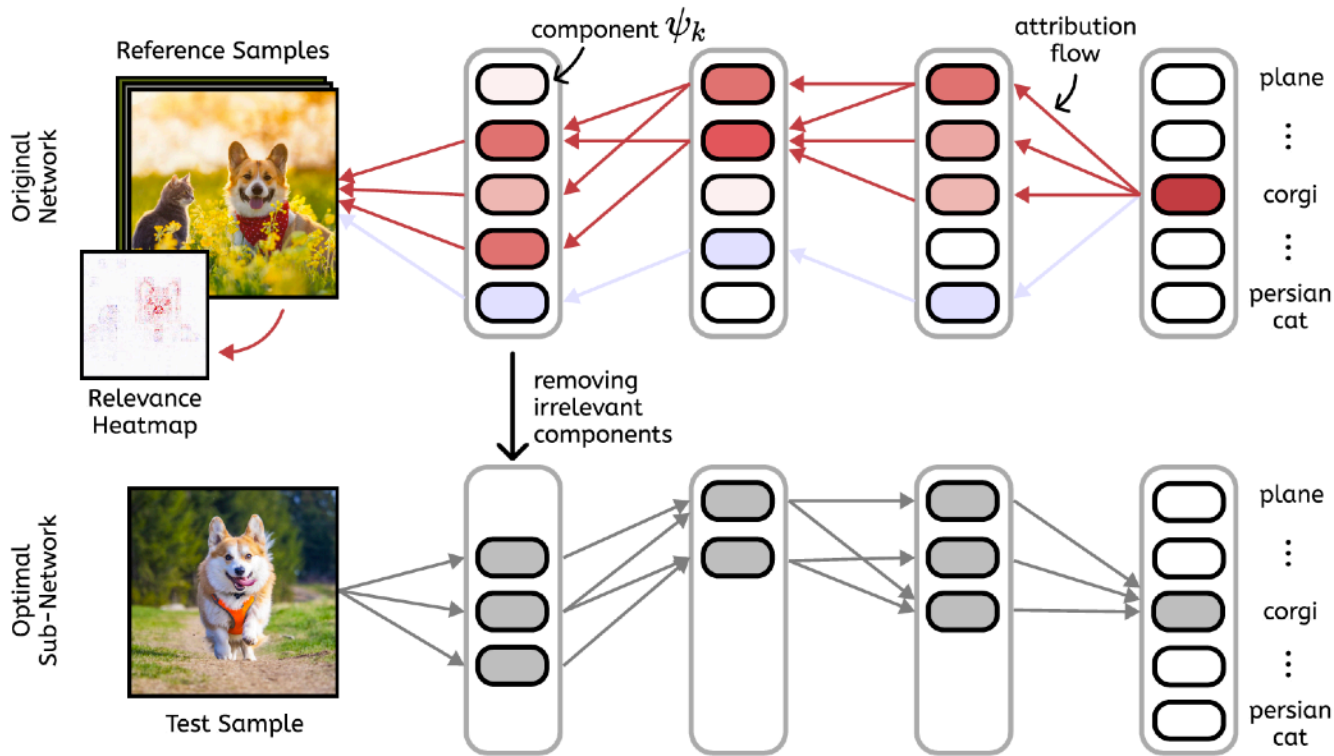 Reference Samples
component ψk
attribution
flow
plane
⋮
corgi
⋮
persian
cat
Original
Network
Relevance
Heatmap
removing
irrelevant
components
Optimal
Sub-Network
Test Sample
plane
⋮
corgi
⋮
persian
cat